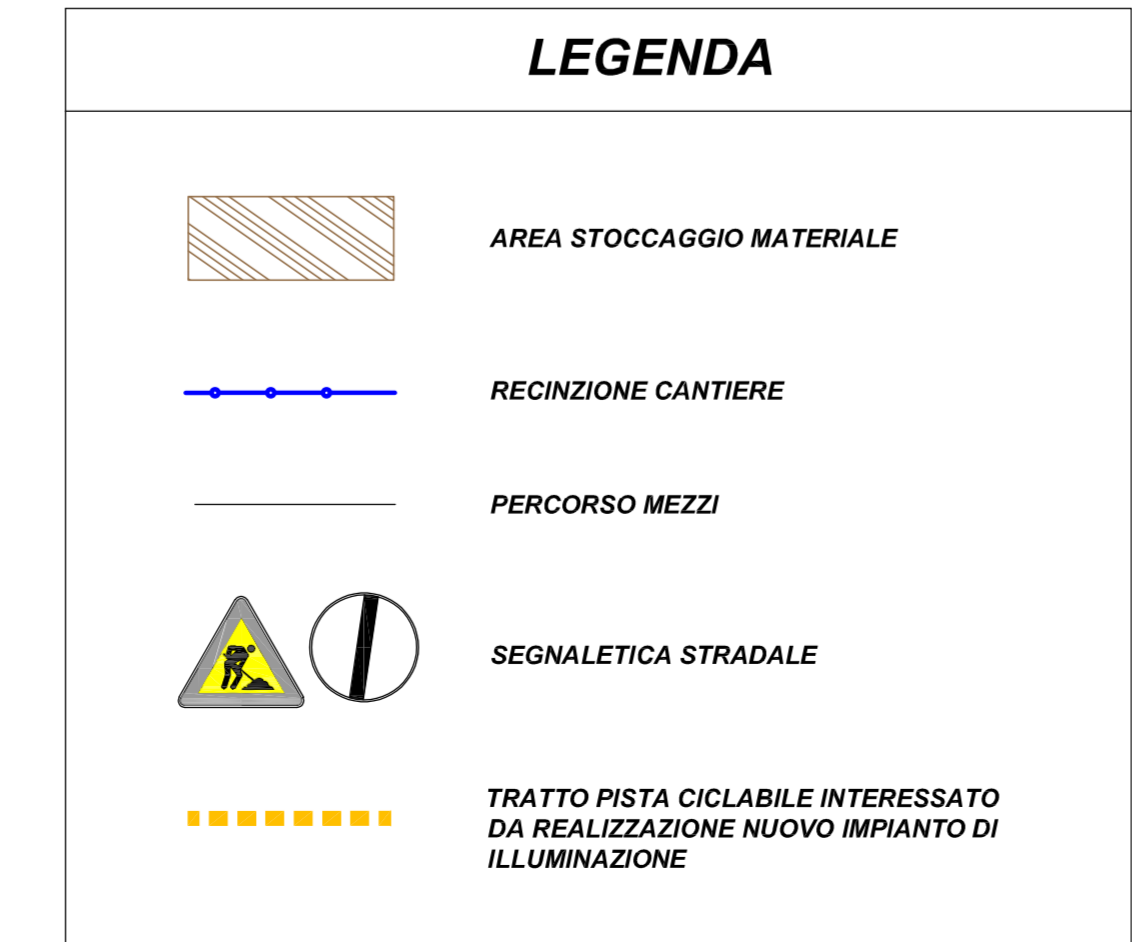 LEGENDA
AREA STOCCAGGIO MATERIALE
RECINZIONE CANTIERE
PERCORSO MEZZI
SEGNALETICA STRADALE
TRATTO PISTA CICLABILE INTERESSATO
DA REALIZZAZIONE NUOVO IMPIANTO DI
ILLUMINAZIONE